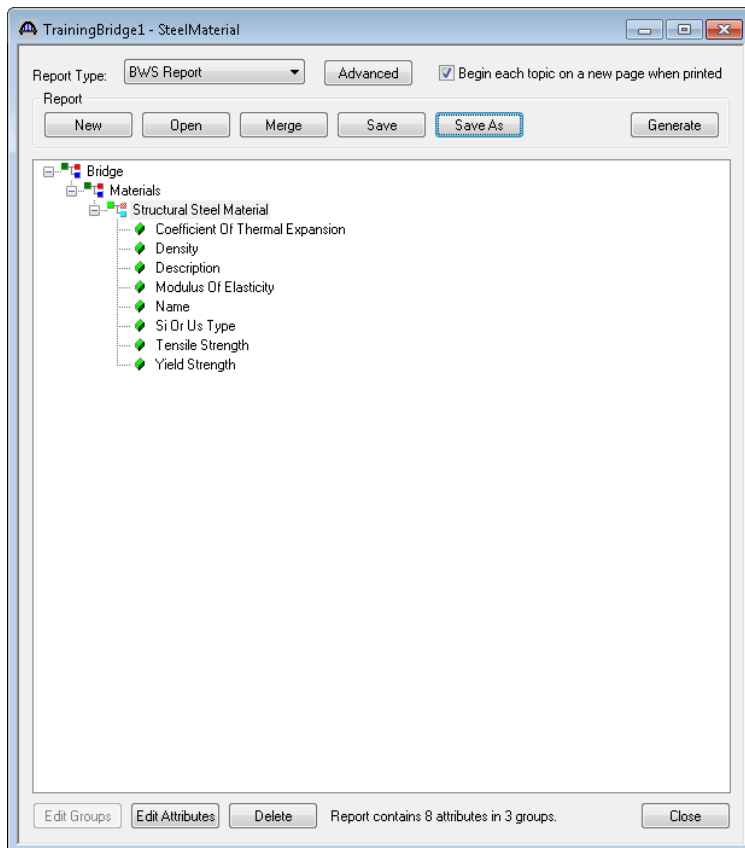 TrainingBridge1 - SteelMaterial
Report Type: BWS Report Advanced Begin each topic on a new page when printed
Report
New Open Merge Save Save As Generate
Bridge
Materials
Structural Steel Material
Coefficient Of Thermal Expansion
Density
Description
Modulus Of Elasticity
Name
Si Or Us Type
Tensile Strength
Yield Strength
Edit Groups Edit Attributes Delete Report contains 8 attributes in 3 groups. Close